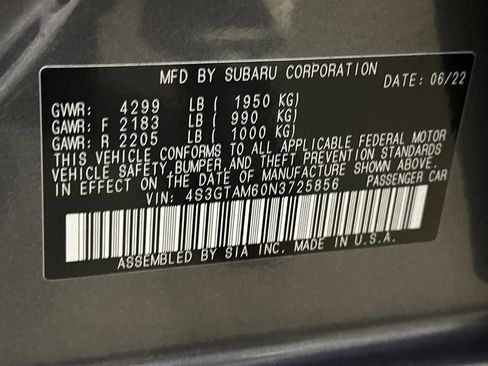 MFD BY SUBARU CORPORATION DATE: 06/22
GVWR: 4299 LB ( 1950 KG)
GAWR: F 2183 LB ( 990 KG)
GAWR: R 2205 LB ( 1000 KG)
THIS VEHICLE CONFORMS TO ALL APPLICABLE FEDERAL MOTOR
VEHICLE SAFETY,BUMPER,AND THEFT PREVENTION STANDARDS
IN EFFECT ON THE DATE OF MANUFACTURE SHOWN ABOVE.
VIN: 4S3GTAM60N3725856 PASSENGER CAR
ASSEMBLED BY SIA INC. MADE IN U.S.A.